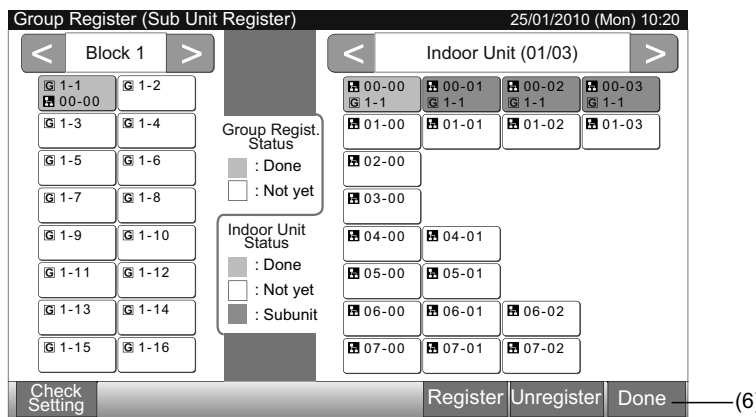 Group Register (Sub Unit Register) 25/01/2010 (Mon) 10:20
< Block 1 >
< Indoor Unit (01/03) >
G 1-1
00-00
G 1-2
G 1-3 G 1-4
G 1-5 G 1-6
G 1-7 G 1-8
G 1-9 G 1-10
G 1-11 G 1-12
G 1-13 G 1-14
G 1-15 G 1-16
Group Regist.
Status
: Done
: Not yet
Indoor Unit
Status
: Done
: Not yet
: Subunit
00-00 00-01 00-02 00-03
G 1-1 G 1-1 G 1-1 G 1-1
01-00 01-01 01-02 01-03
02-00
03-00
04-00 04-01
05-00 05-01
06-00 06-01 06-02
07-00 07-01 07-02
Check
Setting
Register Unregister Done
(6